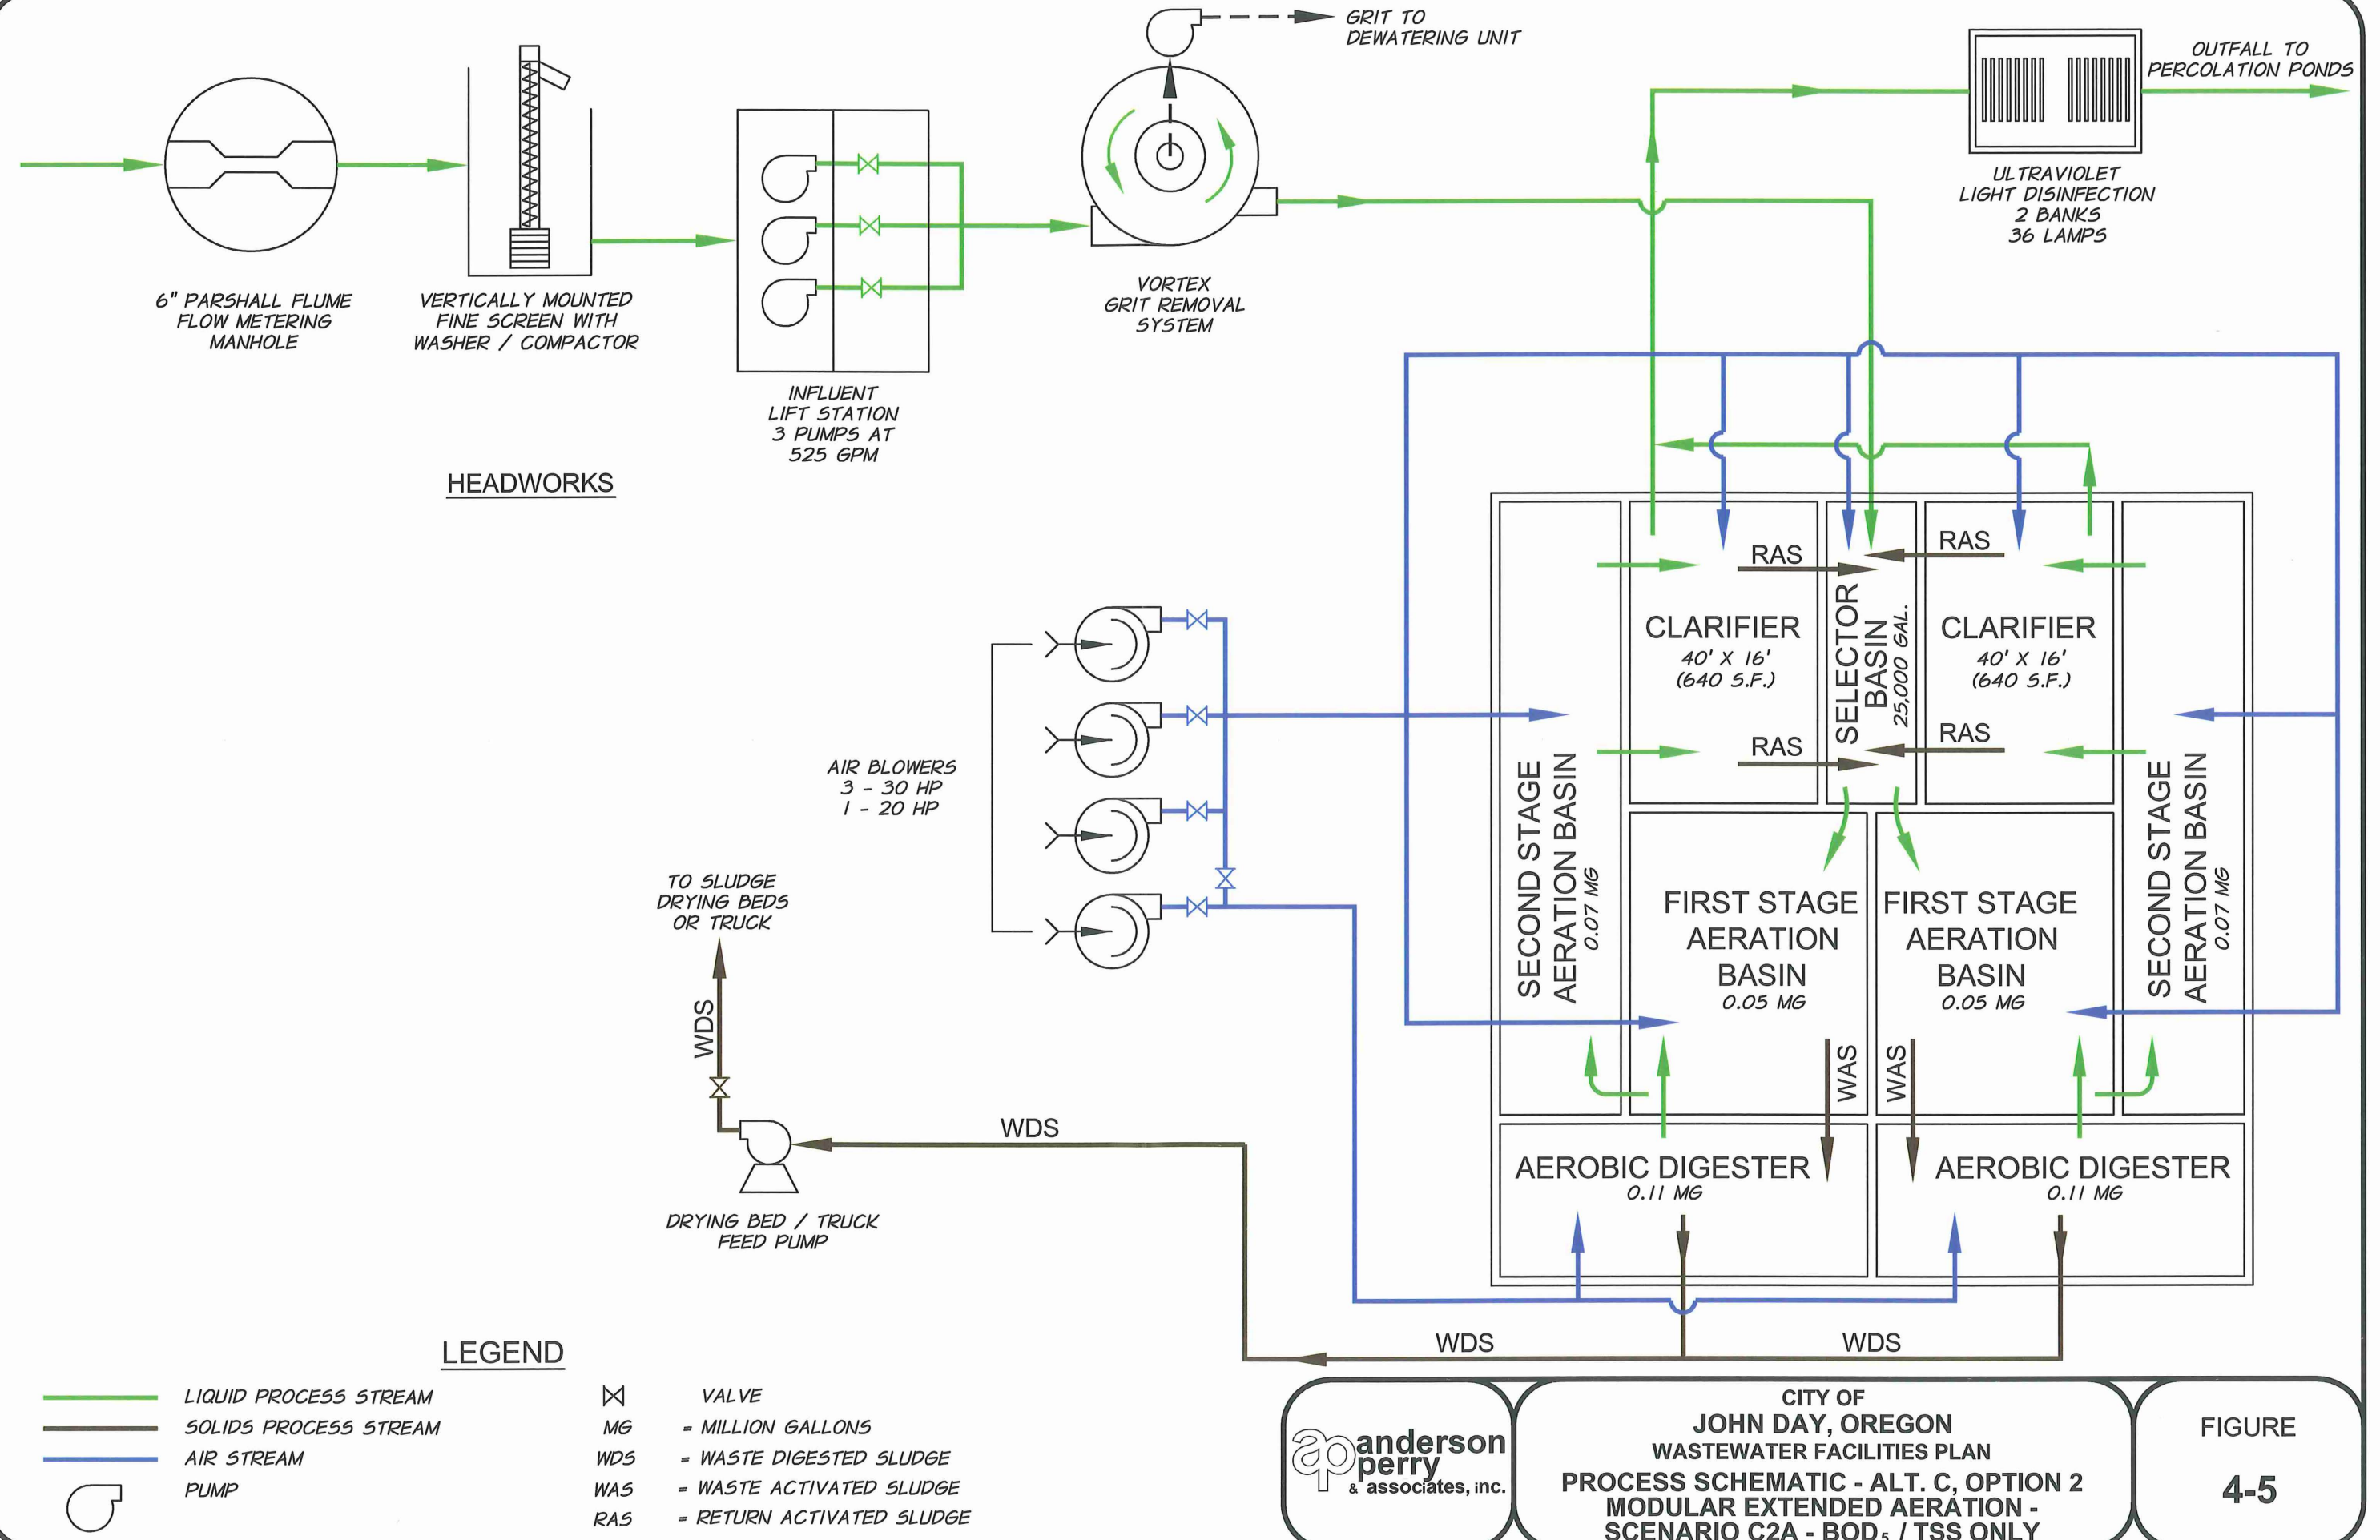 GRIT TO
DEWATERING UNIT
OUTFALL TO
PERCOLATION PONDS
ULTRAVIOLET
LIGHT DISINFECTION
2 BANKS
36 LAMPS
6" PARSHALL FLUME
FLOW METERING
MANHOLE
VERTICALLY MOUNTED
FINE SCREEN WITH
WASHER / COMPACTOR
VORTEX
GRIT REMOVAL
SYSTEM
INFLUENT
LIFT STATION
3 PUMPS AT
525 GPM
HEADWORKS
RAS
RAS
CLARIFIER
40' X 16'
(640 S.F.)
SELECTOR
BASIN
25,000 GAL.
CLARIFIER
40' X 16'
(640 S.F.)
RAS
RAS
AIR BLOWERS
3 - 30 HP
1 - 20 HP
SECOND STAGE
AERATION BASIN
0.07 MG
FIRST STAGE
AERATION
BASIN
0.05 MG
FIRST STAGE
AERATION
BASIN
0.05 MG
SECOND STAGE
AERATION BASIN
0.07 MG
TO SLUDGE
DRYING BEDS
OR TRUCK
WDS
WAS
WAS
WDS
AEROBIC DIGESTER
0.11 MG
AEROBIC DIGESTER
0.11 MG
DRYING BED / TRUCK
FEED PUMP
WDS
WDS
LEGEND
LIQUID PROCESS STREAM
SOLIDS PROCESS STREAM
AIR STREAM
PUMP
VALVE
MG = MILLION GALLONS
WDS = WASTE DIGESTED SLUDGE
WAS = WASTE ACTIVATED SLUDGE
RAS = RETURN ACTIVATED SLUDGE
ap
anderson
perry
& associates, inc.
CITY OF
JOHN DAY, OREGON
WASTEWATER FACILITIES PLAN
PROCESS SCHEMATIC - ALT. C, OPTION 2
MODULAR EXTENDED AERATION -
SCENARIO C2A - BOD₅ / TSS ONLY
FIGURE
4-5